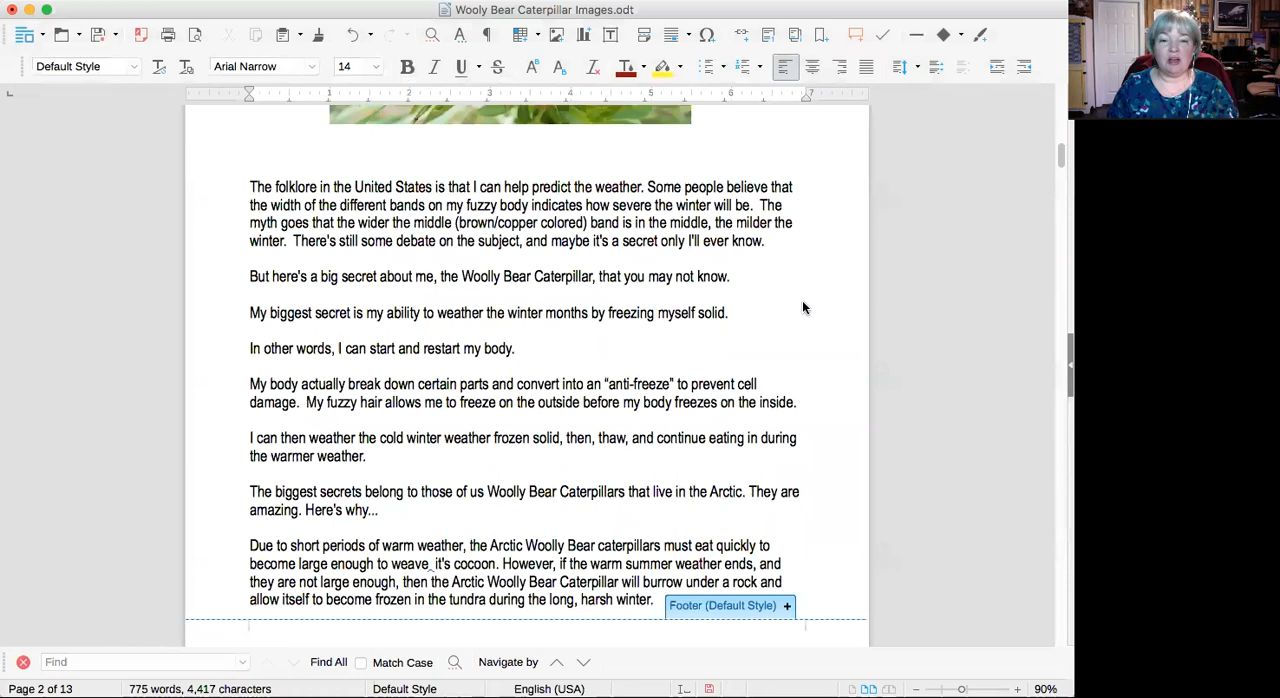 Wooly Bear Caterpillar Images.odt
Default Style
Arial Narrow
14
1 2 3 4 5 6 7
The folklore in the United States is that I can help predict the weather. Some people believe that
the width of the different bands on my fuzzy body indicates how severe the winter will be.  The
myth goes that the wider the middle (brown/copper colored) band is in the middle, the milder the
winter.  There's still some debate on the subject, and maybe it's a secret only I'll ever know.
But here's a big secret about me, the Woolly Bear Caterpillar, that you may not know.
My biggest secret is my ability to weather the winter months by freezing myself solid.
In other words, I can start and restart my body.
My body actually break down certain parts and convert into an “anti-freeze” to prevent cell
damage.  My fuzzy hair allows me to freeze on the outside before my body freezes on the inside.
I can then weather the cold winter weather frozen solid, then, thaw, and continue eating in during
the warmer weather.
The biggest secrets belong to those of us Woolly Bear Caterpillars that live in the Arctic. They are
amazing. Here's why...
Due to short periods of warm weather, the Arctic Woolly Bear caterpillars must eat quickly to
become large enough to weave  it's cocoon. However, if the warm summer weather ends, and
they are not large enough, then the Arctic Woolly Bear Caterpillar will burrow under a rock and
allow itself to become frozen in the tundra during the long, harsh winter.
Footer (Default Style) +
Find
Find All
Match Case
Navigate by
Page 2 of 13
775 words, 4,417 characters
Default Style
English (USA)
90%